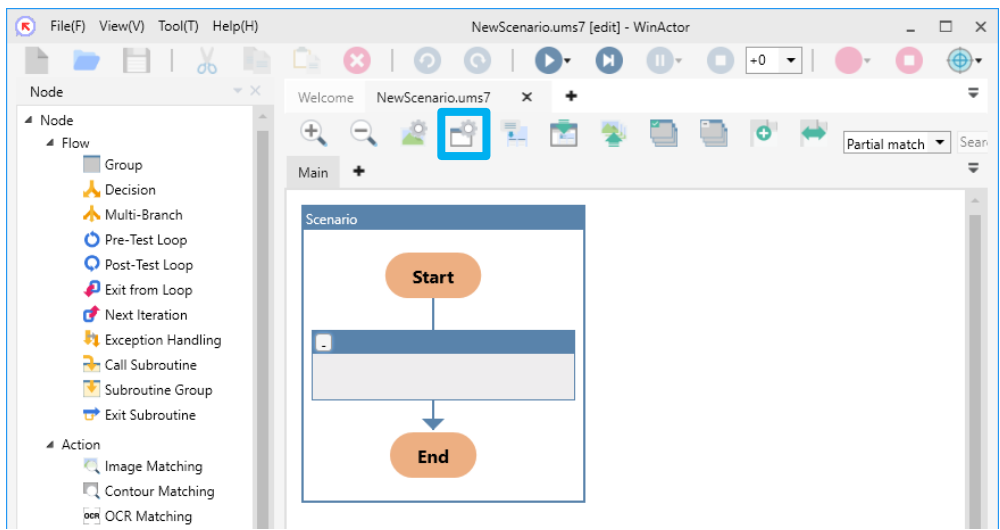 File(F) View(V) Tool(T) Help(H) NewScenario.ums7 [edit] - WinActor
+0
Node
Welcome NewScenario.ums7
Node
Flow
Group
Decision
Multi-Branch
Pre-Test Loop
Post-Test Loop
Exit from Loop
Next Iteration
Exception Handling
Call Subroutine
Subroutine Group
Exit Subroutine
Action
Image Matching
Contour Matching
OCR OCR Matching
Partial match Sear
Main
Scenario
Start
End